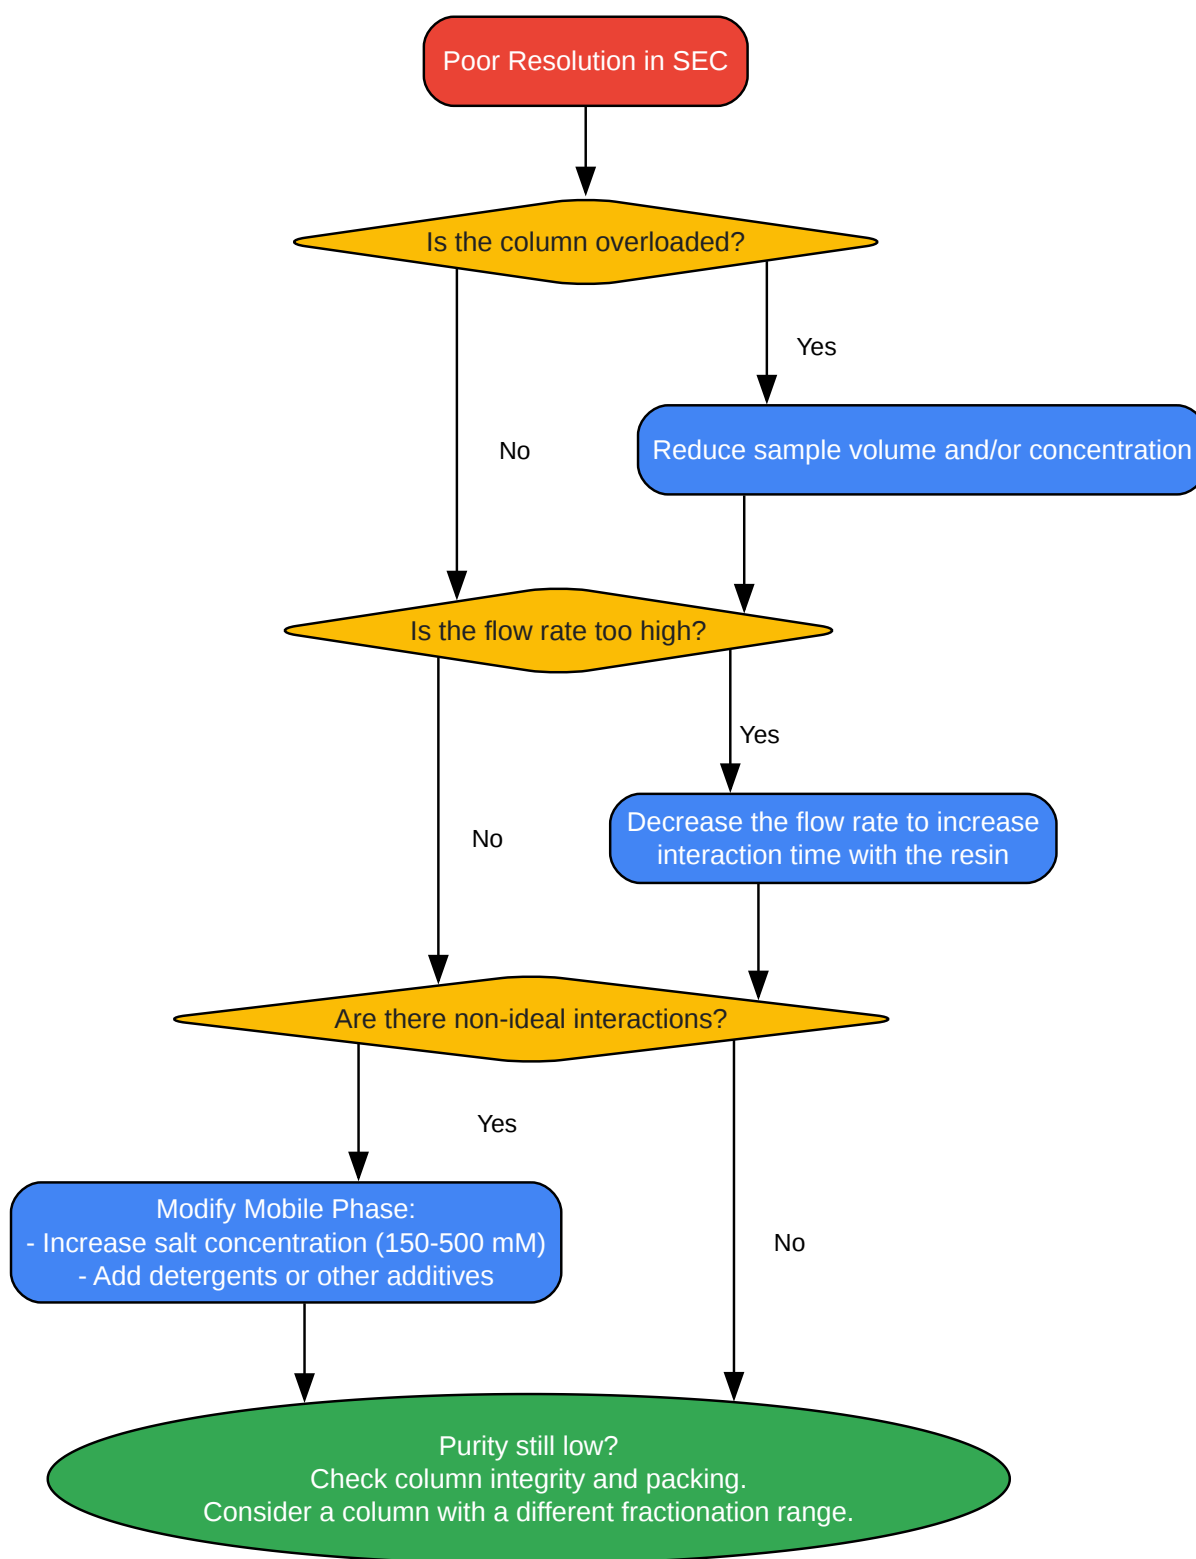 Poor Resolution in SEC
Is the column overloaded?
Yes
Reduce sample volume and/or concentration
No
Is the flow rate too high?
Yes
Decrease the flow rate to increase
interaction time with the resin
No
Are there non-ideal interactions?
Yes
Modify Mobile Phase:
- Increase salt concentration (150-500 mM)
- Add detergents or other additives
No
Purity still low?
Check column integrity and packing.
Consider a column with a different fractionation range.